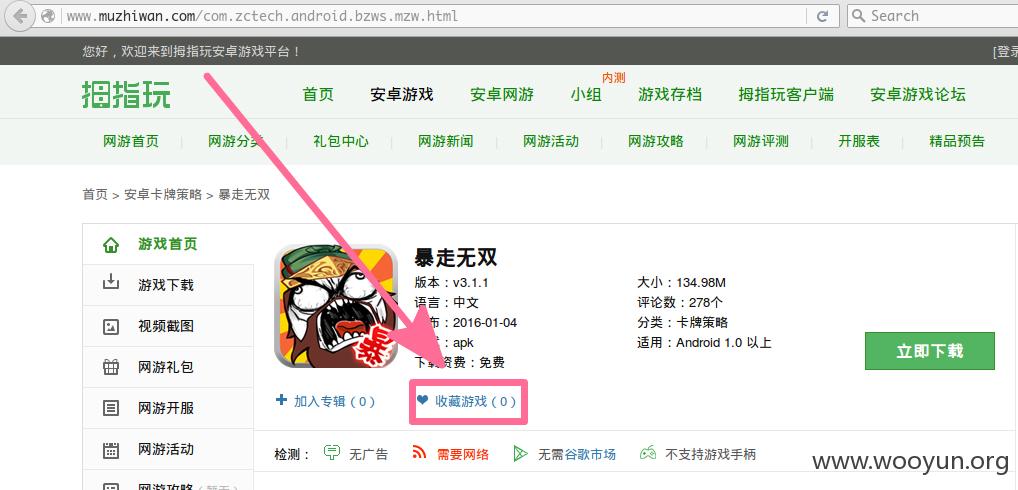 www.muzhiwan.com/com.zctech.android.bzws.mzw.html
Search
您好，欢迎来到拇指玩安卓游戏平台！
[登录
拇指玩
首页 安卓游戏 安卓网游 小组 内测 游戏存档 拇指玩客户端 安卓游戏论坛
网游首页 网游分类 礼包中心 网游新闻 网游活动 网游攻略 网游评测 开服表 精品预告
首页 > 安卓卡牌策略 > 暴走无双
游戏首页
游戏下载
视频截图
网游礼包
网游开服
网游活动
网游攻略
暴
暴走无双
版本：v3.1.1
大小：134.98M
语言：中文
评论数：278个
布：2016-01-04
分类：卡牌策略
：apk
适用：Android 1.0 以上
下载资费：免费
立即下载
加入专辑（0）
收藏游戏（0）
检测： 无广告 需要网络 无需谷歌市场 不支持游戏手柄
www.wooyun.org